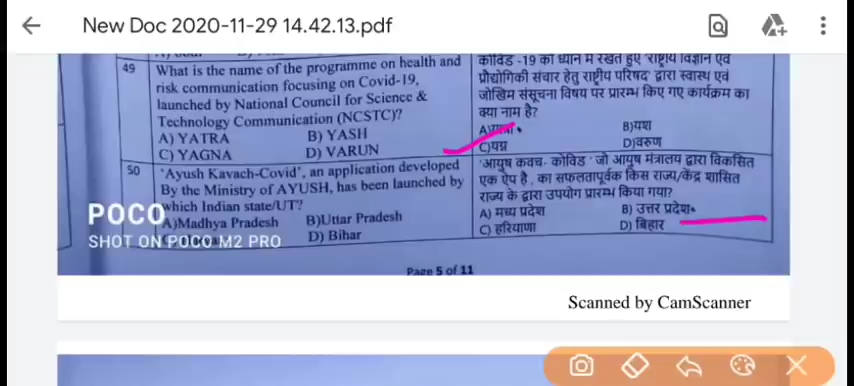 New Doc 2020-11-29 14.42.13.pdf
49 What is the name of the programme on health and
risk communication focusing on Covid-19,
launched by National Council for Science &
Technology Communication (NCSTC)?
A) YATRA B) YASH
C) YAGNA D) VARUN
कोविड -19 को ध्यान में रखते हुए 'राष्ट्रीय विज्ञान एवं
प्रौद्योगिकी संचार हेतु राष्ट्रीय परिषद' द्वारा स्वास्थ एवं
जोखिम संसूचना विषय पर प्रारम्भ किए गए कार्यक्रम का
क्या नाम है?
B)यश
C)यज्ञ D)वरुण
50 'Ayush Kavach-Covid', an application developed
By the Ministry of AYUSH, has been launched by
which Indian state/UT?
A)Madhya Pradesh B)Uttar Pradesh
D) Bihar
'आयुष कवच- कोविड ' जो आयुष मंत्रालय द्वारा विकसित
एक ऐप है , का सफलतापूर्वक किस राज्य/केंद्र शासित
राज्य के द्वारा उपयोग प्रारम्भ किया गया?
A) मध्य प्रदेश B) उत्तर प्रदेश
C) हरियाणा D) बिहार
POCO
SHOT ON POCO M2 PRO
Page 5 of 11
Scanned by CamScanner